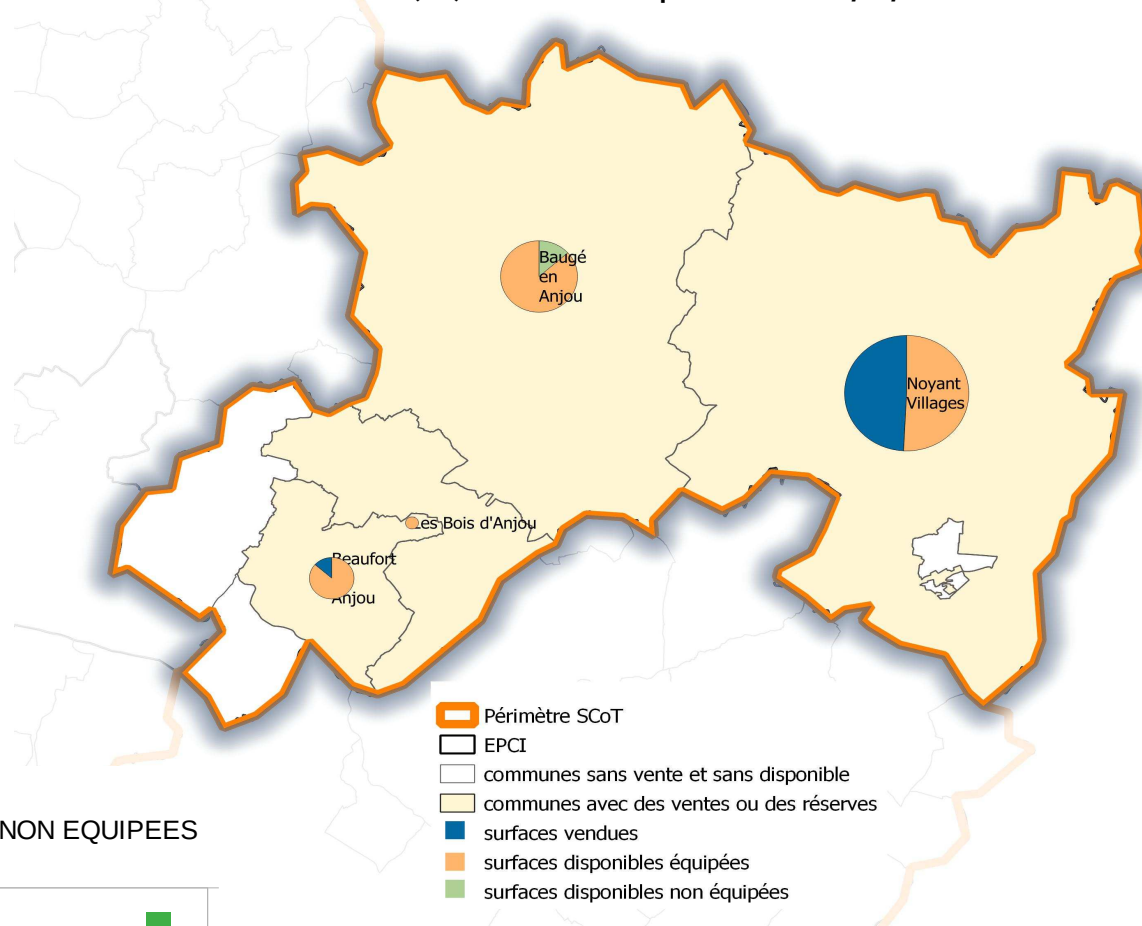 Baugé
en
Anjou
Noyant
Villages
Les Bois d'Anjou
Beaufort
Anjou
Périmètre SCoT
EPCI
communes sans vente et sans disponible
communes avec des ventes ou des réserves
surfaces vendues
surfaces disponibles équipées
surfaces disponibles non équipées
NON EQUIPEES